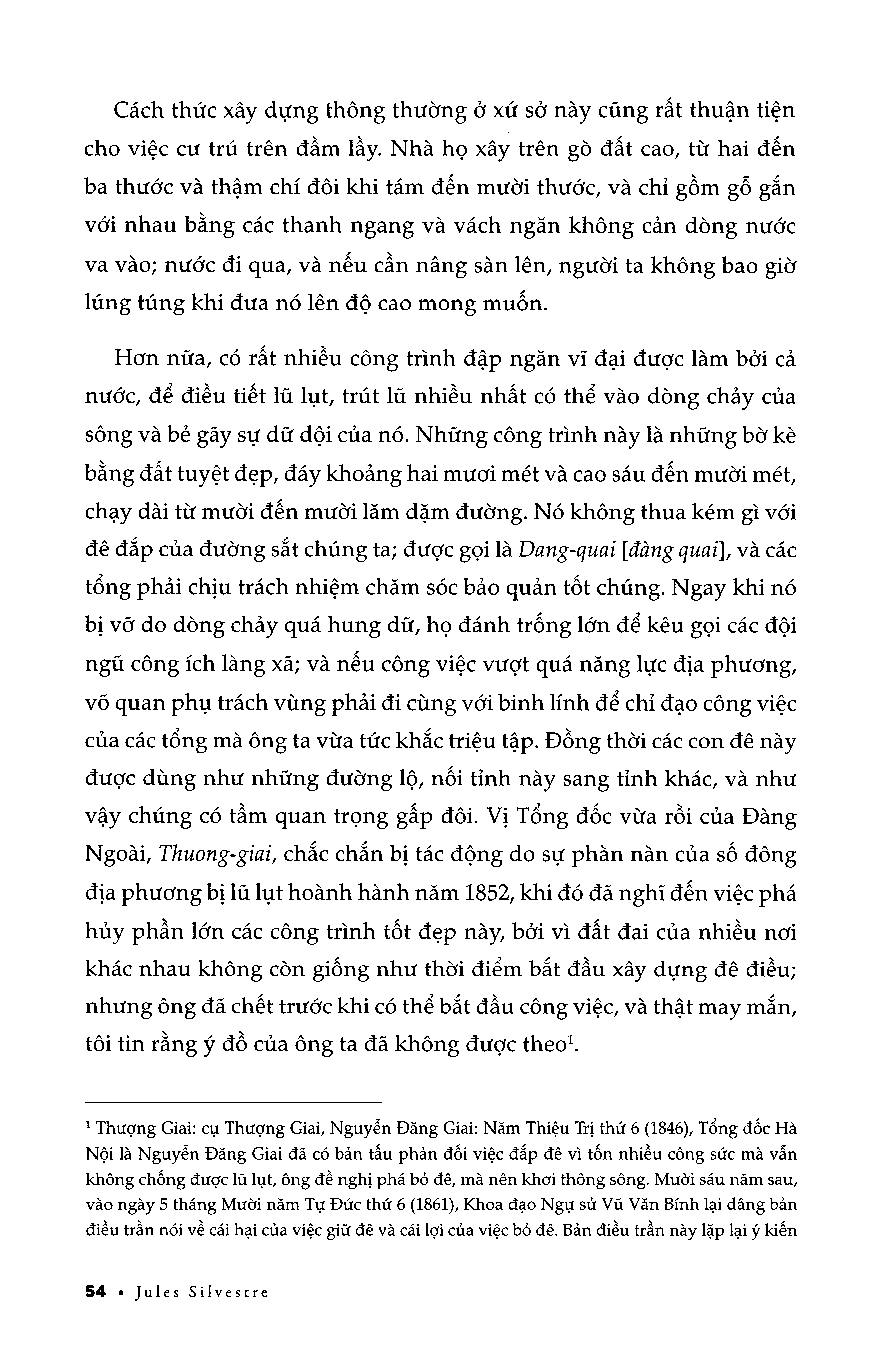 Cách thức xây dựng thông thường ở xứ sở này cũng rất thuận tiện
cho việc cư trú trên đầm lầy. Nhà họ xây trên gò đất cao, từ hai đến
ba thước và thậm chí đôi khi tám đến mười thước, và chỉ gồm gỗ gắn
với nhau bằng các thanh ngang và vách ngăn không cản dòng nước
va vào; nước đi qua, và nếu cần nâng sàn lên, người ta không bao giờ
lúng túng khi đưa nó lên độ cao mong muốn.
Hơn nữa, có rất nhiều công trình đập ngăn vĩ đại được làm bởi cả
nước, để điều tiết lũ lụt, trút lũ nhiều nhất có thể vào dòng chảy của
sông và bẻ gãy sự dữ dội của nó. Những công trình này là những bờ kè
bằng đất tuyệt đẹp, đáy khoảng hai mươi mét và cao sáu đến mười mét,
chạy dài từ mười đến mười lăm dặm đường. Nó không thua kém gì với
đê đắp của đường sắt chúng ta; được gọi là Dang-quai [đàng quai], và các
tổng phải chịu trách nhiệm chăm sóc bảo quản tốt chúng. Ngay khi nó
bị vỡ do dòng chảy quá hung dữ, họ đánh trống lớn để kêu gọi các đội
ngũ công ích làng xã; và nếu công việc vượt quá năng lực địa phương,
võ quan phụ trách vùng phải đi cùng với binh lính để chỉ đạo công việc
của các tổng mà ông ta vừa tức khắc triệu tập. Đồng thời các con đê này
được dùng như những đường lộ, nối tỉnh này sang tỉnh khác, và như
vậy chúng có tầm quan trọng gấp đôi. Vị Tổng đốc vừa rồi của Đàng
Ngoài, Thuong-giai, chắc chắn bị tác động do sự phàn nàn của số đông
địa phương bị lũ lụt hoành hành năm 1852, khi đó đã nghĩ đến việc phá
hủy phần lớn các công trình tốt đẹp này, bởi vì đất đai của nhiều nơi
khác nhau không còn giống như thời điểm bắt đầu xây dựng đê điều;
nhưng ông đã chết trước khi có thể bắt đầu công việc, và thật may mắn,
tôi tin rằng ý đồ của ông ta đã không được theo¹.
¹ Thượng Giai: cụ Thượng Giai, Nguyễn Đăng Giai: Năm Thiệu Trị thứ 6 (1846), Tổng đốc Hà
Nội là Nguyễn Đăng Giai đã có bản tấu phản đối việc đắp đê vì tốn nhiều công sức mà vẫn
không chống được lũ lụt, ông đề nghị phá bỏ đê, mà nên khơi thông sông. Mười sáu năm sau,
vào ngày 5 tháng Mười năm Tự Đức thứ 6 (1861), Khoa đạo Ngự sử Vũ Văn Bính lại dâng bản
điều trần nói về cái hại của việc giữ đê và cái lợi của việc bỏ đê. Bản điều trần này lặp lại ý kiến
54 • Jules Silvestre